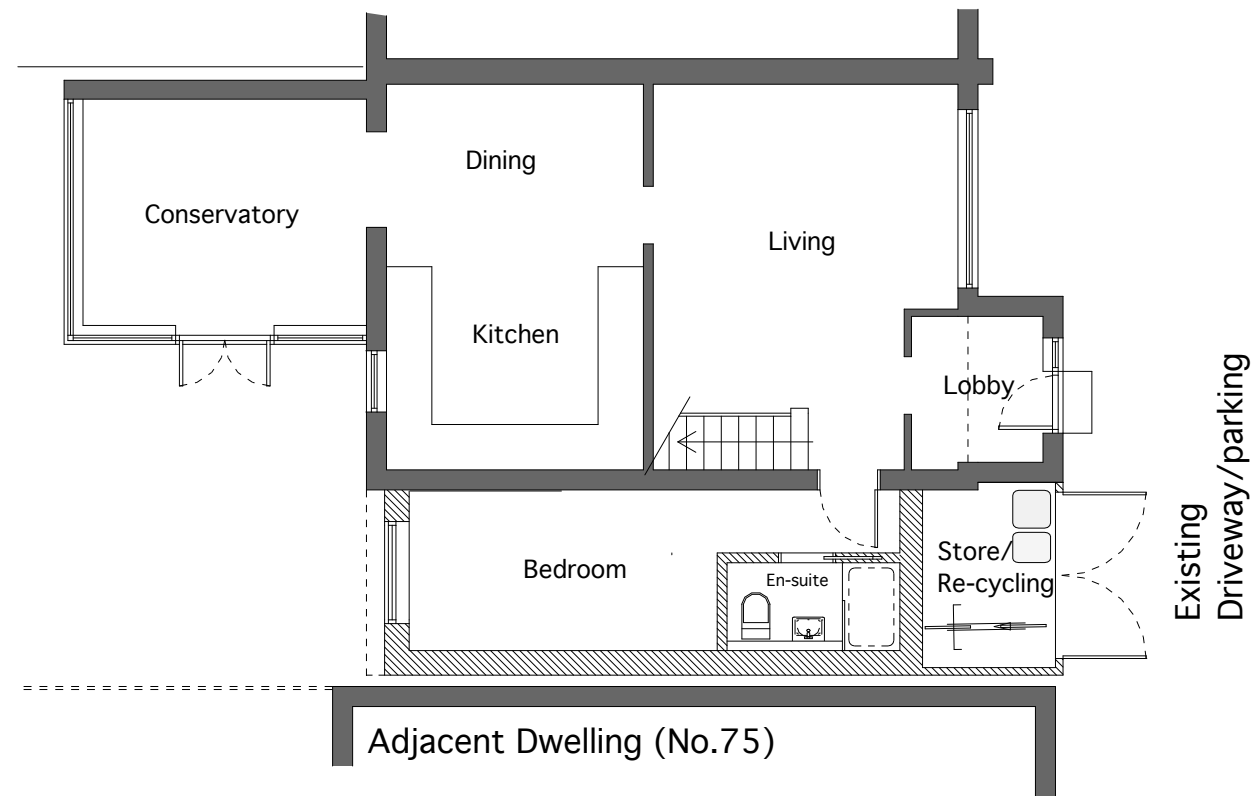 Dining
Conservatory
Living
Kitchen
Lobby
Existing
Driveway/parking
Store/
Re-cycling
Bedroom
En-suite
Adjacent Dwelling (No.75)